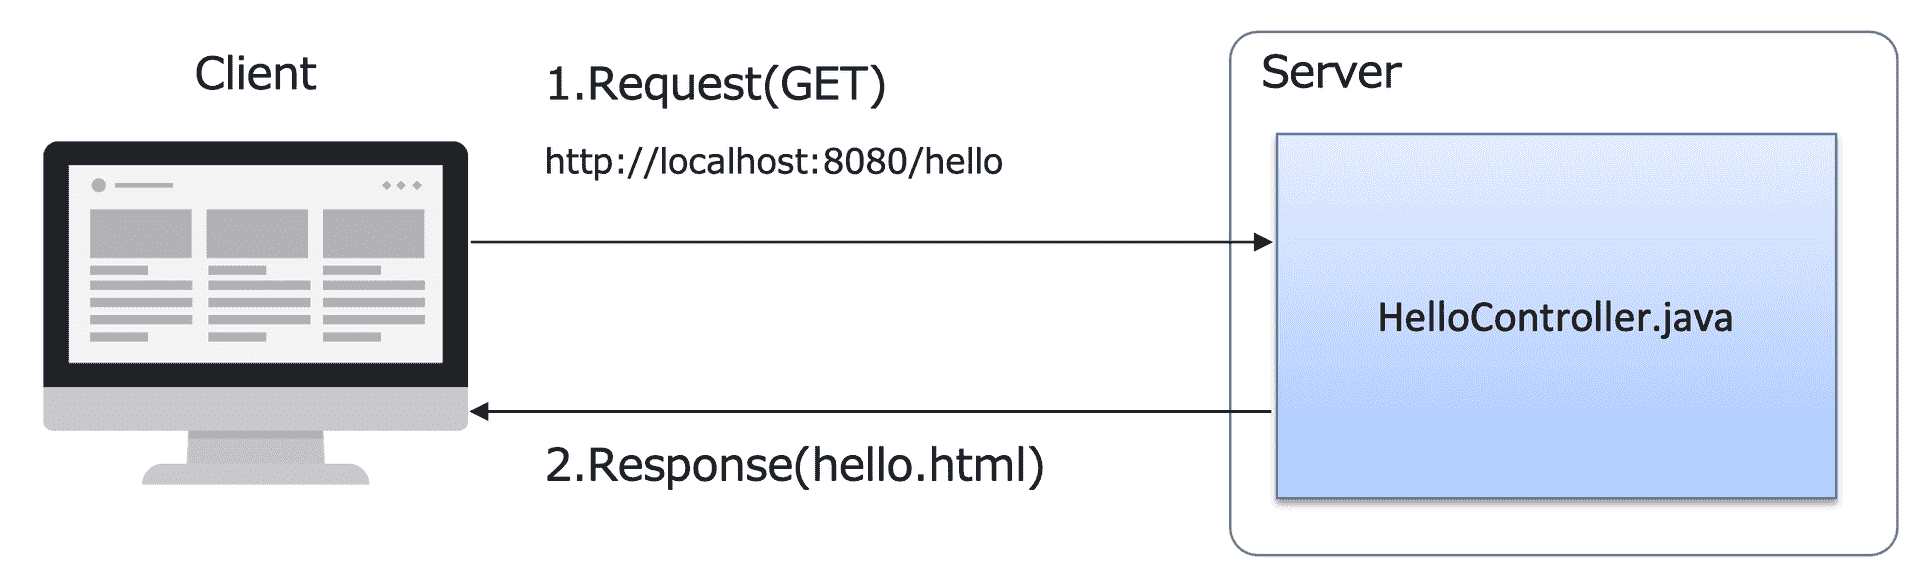 Client
1.Request(GET)
http://localhost:8080/hello
Server
HelloController.java
2.Response(hello.html)